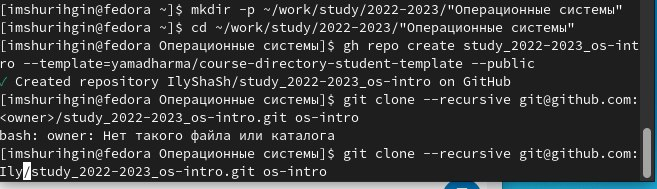 [imshurihgin@fedora ~]$ mkdir -p ~/work/study/2022-2023/"Операционные системы"
[imshurihgin@fedora ~]$ cd ~/work/study/2022-2023/"Операционные системы"
[imshurihgin@fedora Операционные системы]$ gh repo create study_2022-2023_os-int
ro --template=yamadharma/course-directory-student-template --public
✓ Created repository IlyShaSh/study_2022-2023_os-intro on GitHub
[imshurihgin@fedora Операционные системы]$ git clone --recursive git@github.com:
<owner>/study_2022-2023_os-intro.git os-intro
bash: owner: Нет такого файла или каталога
[imshurihgin@fedora Операционные системы]$ git clone --recursive git@github.com:
Ily/study_2022-2023_os-intro.git os-intro